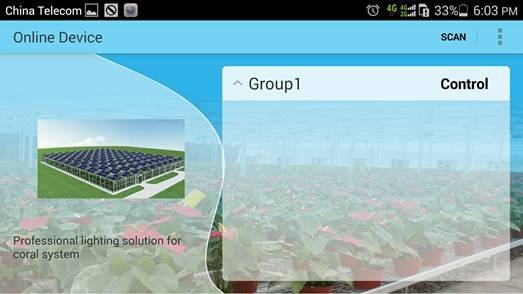 China Telecom
4G 4G 2G 33% 6:03 PM
Online Device
SCAN
Group1
Control
Professional lighting solution for
coral system